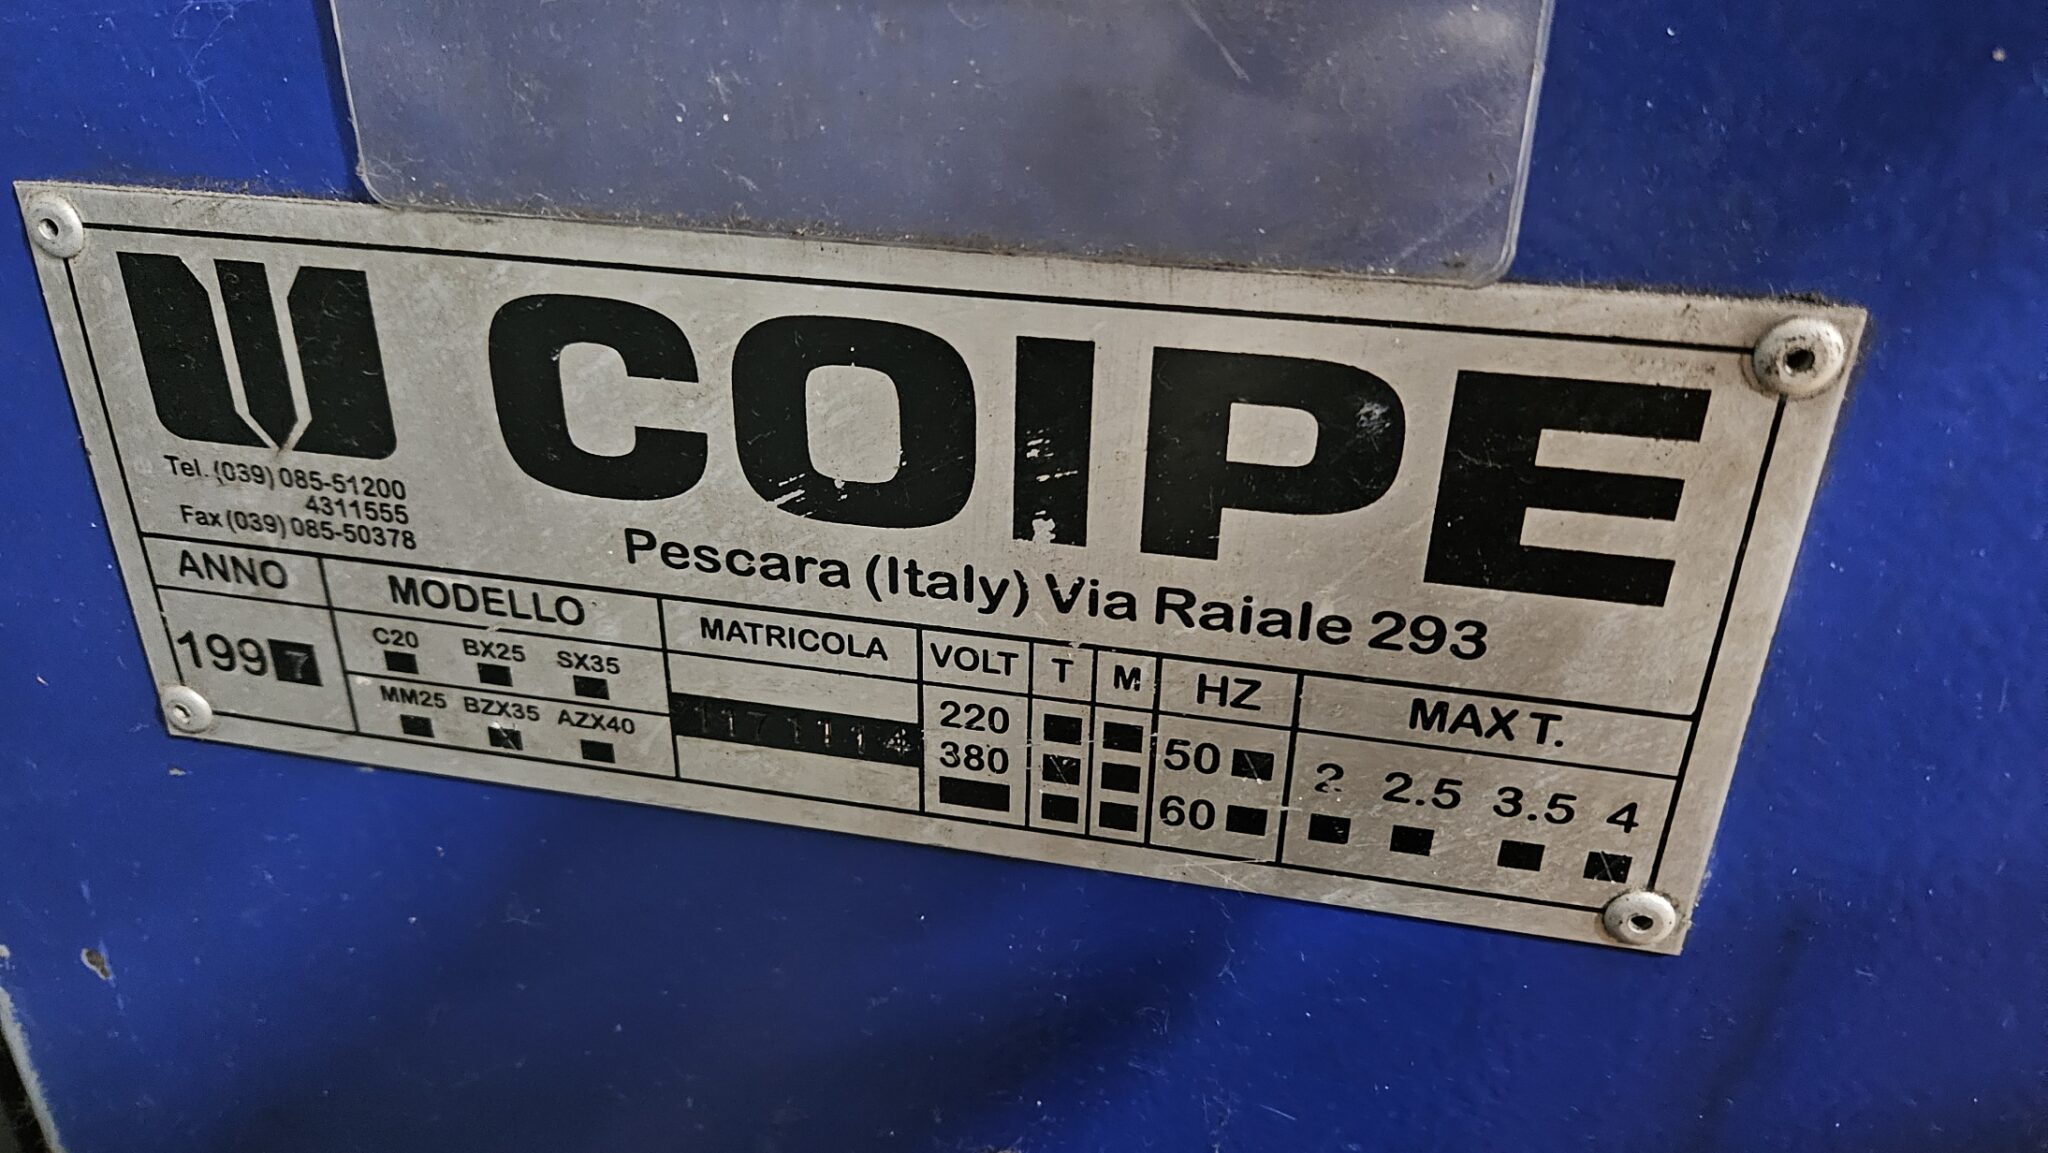 COIPE
Tel. (039) 085-51200
4311555
Fax (039) 085-50378
Pescara (Italy) Via Raiale 293
ANNO MODELLO MATRICOLA VOLT T M HZ MAX T.
1997
C20 BX25 SX35
MM25 BZX35 AZX40
1171114
220
380
50
60
2 2.5 3.5 4